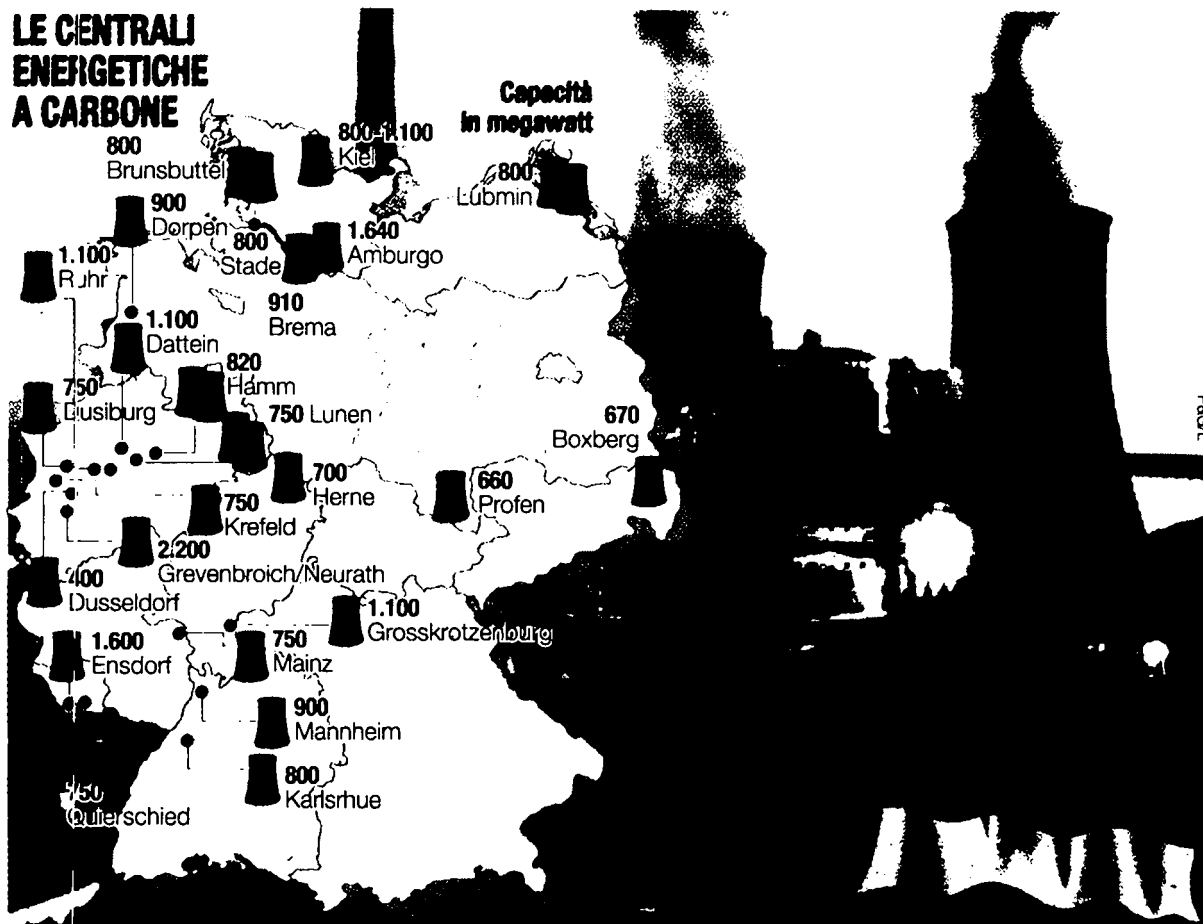 LE CENTRALI
ENERGETICHE
A CARBONE
Capacità
in megawatt
800
Brunsbuttel
800-1.100
Kiel
800
Lubmin
900
Dorpen
800
Stade
1.640
Amburgo
1.100
Ruhr
910
Brema
1.100
Dattein
820
Hamm
750
Dusiburg
750 Lunen
670
Boxberg
700
Herne
660
Profen
750
Krefeld
2.200
Grevenbroich/Neurath
400
Dusseldorf
1.100
Grosskrotzenburg
1.600
Ensdorf
750
Mainz
900
Mannheim
800
Karlsrhue
750
Quierschied